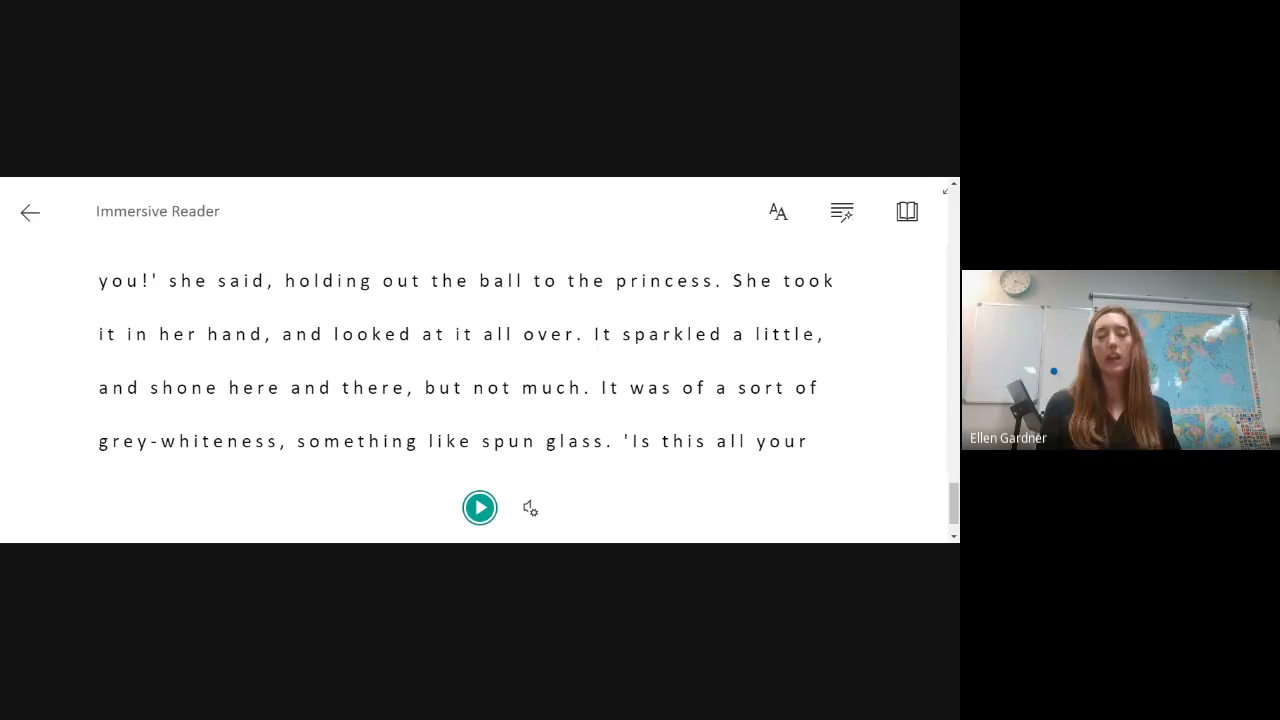 Immersive Reader
you!' she said, holding out the ball to the princess. She took
it in her hand, and looked at it all over. It sparkled a little,
and shone here and there, but not much. It was of a sort of
grey-whiteness, something like spun glass. 'Is this all your
Ellen Gardner